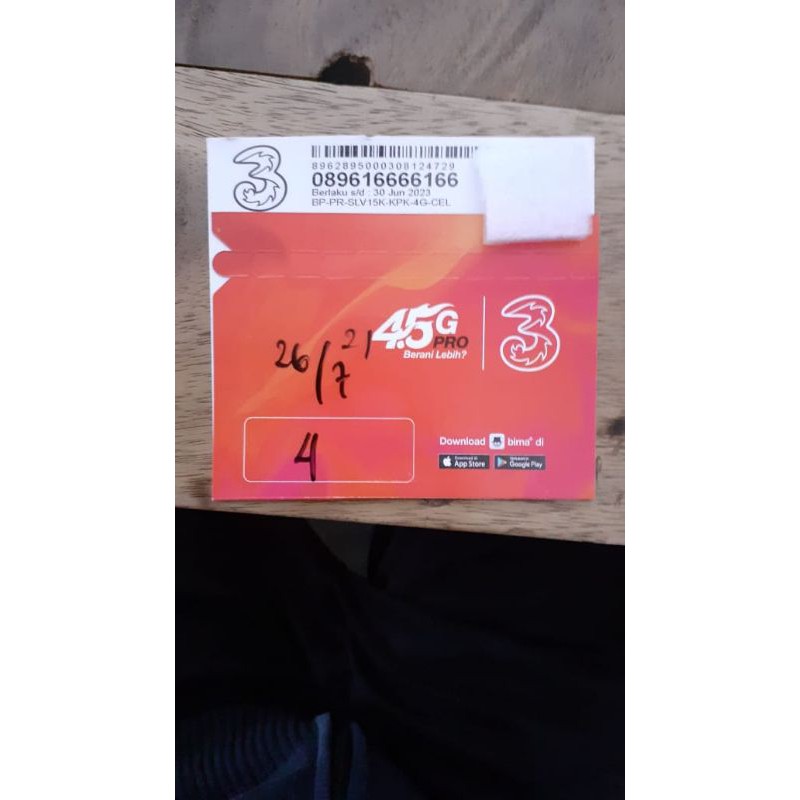 3
8962895000308124729
089616666166
Berlaku s/d : 30 Jun 2023
BP-PR-SLV15K-KPK-4G-CEL
4.5G PRO
Berani Lebih?
3
26/7 21
4
Download bima+ di
App Store
Google Play